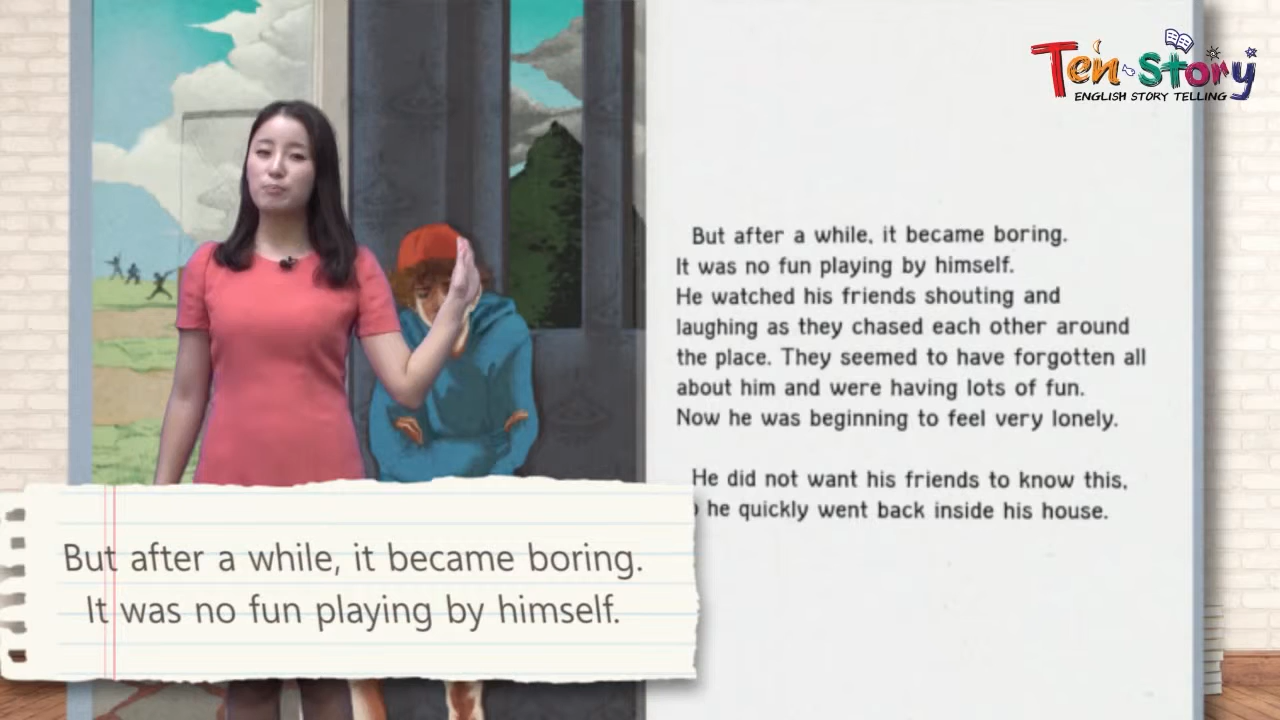 Ten Story
ENGLISH STORY TELLING
But after a while, it became boring.
It was no fun playing by himself.
He watched his friends shouting and
laughing as they chased each other around
the place. They seemed to have forgotten all
about him and were having lots of fun.
Now he was beginning to feel very lonely.
He did not want his friends to know this,
he quickly went back inside his house.
But after a while, it became boring.
It was no fun playing by himself.